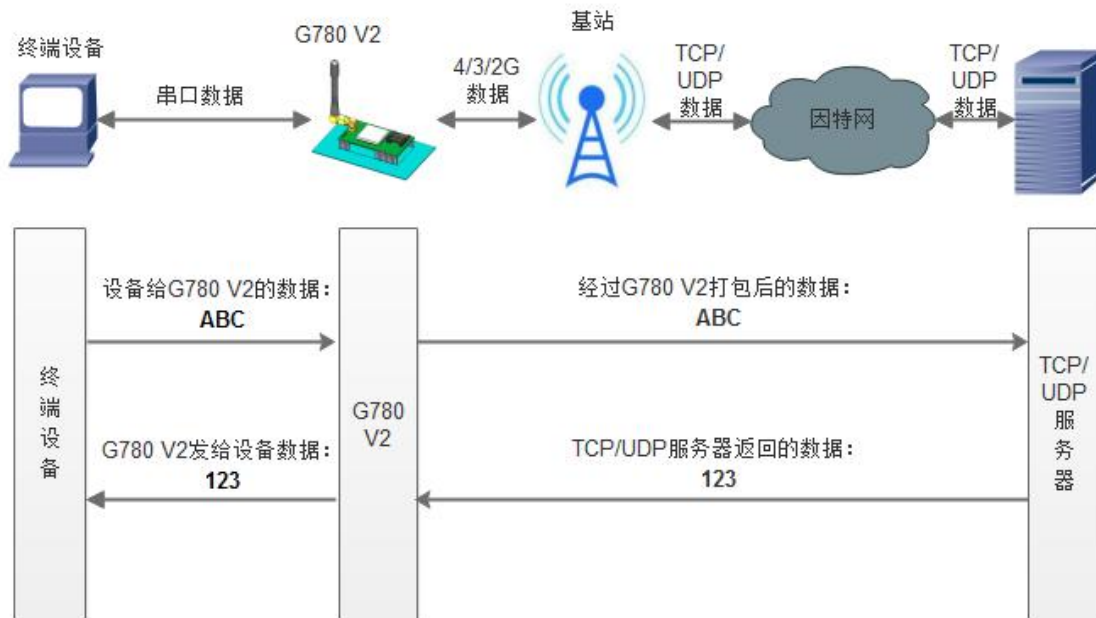 终端设备
串口数据
G780 V2
4/3/2G
数据
基站
TCP/
UDP
数据
因特网
TCP/
UDP
数据
设备给G780 V2的数据：
ABC
经过G780 V2打包后的数据：
ABC
终
端
设
备
G780
V2
TCP/
UDP
服
务
器
G780 V2发给设备数据：
123
TCP/UDP服务器返回的数据：
123